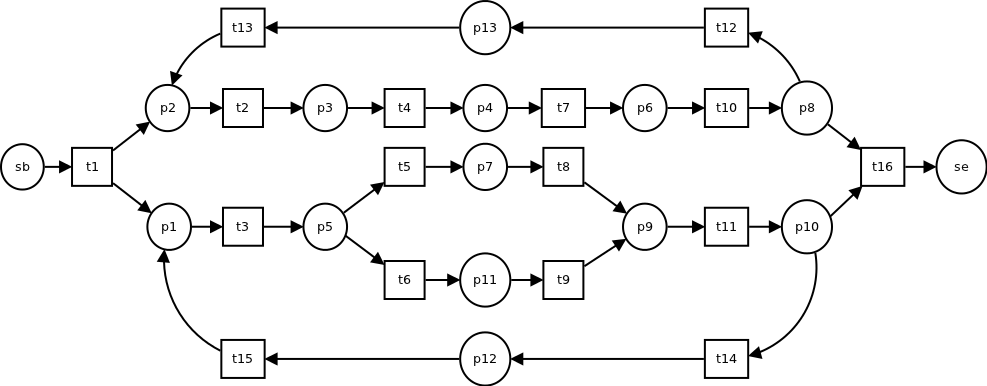 t13 p13 t12
p2 t2 p3 t4 p4 t7 p6 t10 p8
sb t1 t5 p7 t8 t16 se
p1 t3 p5 p9 t11 p10
t6 p11 t9
t15 p12 t14